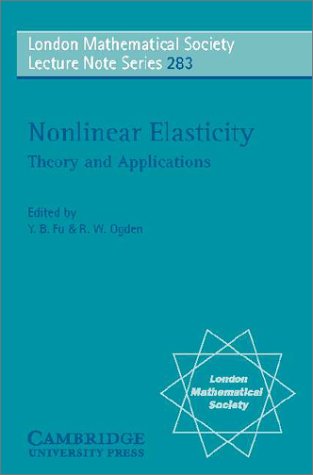 London Mathematical Society
Lecture Note Series 283
Nonlinear Elasticity
Theory and Applications
Edited by
Y. B. Fu & R. W. Ogden
London
Mathematical
Society
CAMBRIDGE
UNIVERSITY PRESS